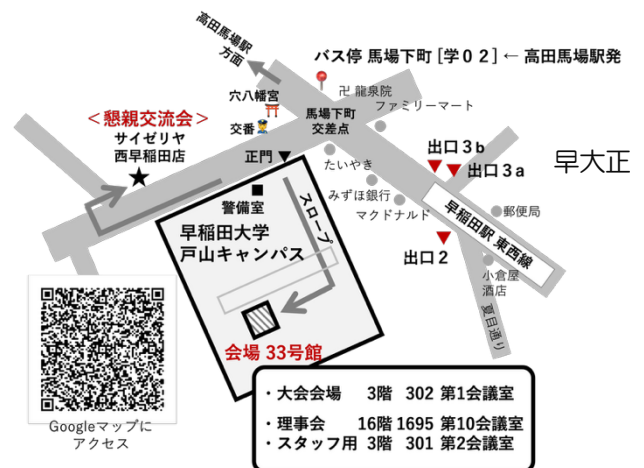 高田馬場駅
方面
バス停 馬場下町 [学０２] ← 高田馬場駅発
穴八幡宮
卍 龍泉院
ファミリーマート
馬場下町
交差点
交番
＜懇親交流会＞
サイゼリヤ
西早稲田店
正門
たいやき
出口３b
出口３a
早大正
みずほ銀行
マクドナルド
警備室
スロープ
早稲田大学
戸山キャンパス
早稲田駅 東西線
郵便局
出口２
小倉屋
酒店
夏目通り
会場 33号館
Googleマップに
アクセス
・大会会場 3階 302 第1会議室
・理事会 16階 1695 第10会議室
・スタッフ用 3階 301 第2会議室